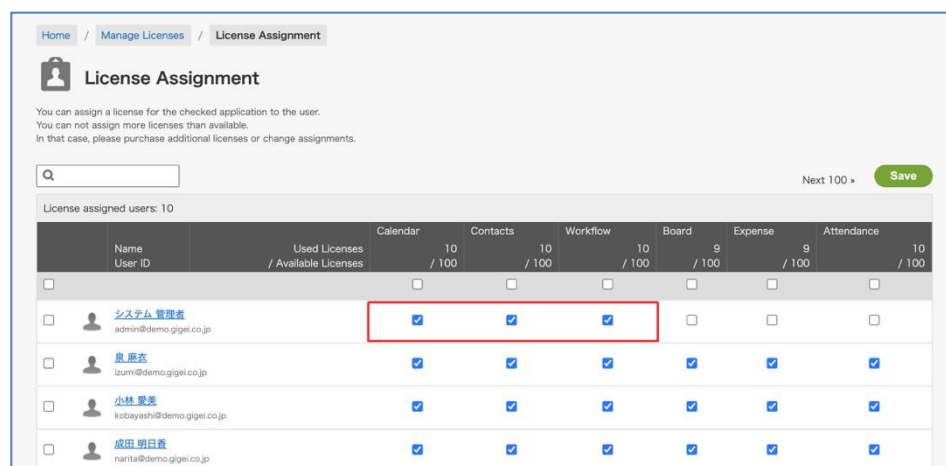 Home / Manage Licenses / License Assignment
License Assignment
You can assign a license for the checked application to the user.
You can not assign more licenses than available.
In that case, please purchase additional licenses or change assignments.
Next 100 » Save
License assigned users: 10
Calendar Contacts Workflow Board Expense Attendance
Name Used Licenses 10 10 10 9 9 10
User ID / Available Licenses / 100 / 100 / 100 / 100 / 100 / 100
システム 管理者
admin@demo.gigei.co.jp
泉 麻衣
izumi@demo.gigei.co.jp
小林 愛美
kobayashi@demo.gigei.co.jp
成田 明日香
narita@demo.gigei.co.jp